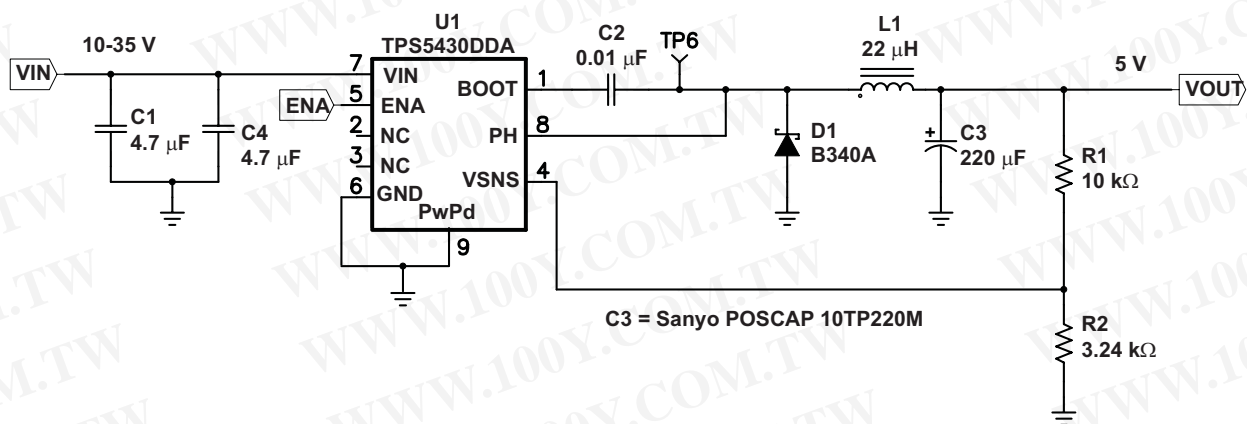 U1
TPS5430DDA
10-35 V
VIN
ENA
C1
4.7 μF
C4
4.7 μF
7
5
2
3
6
VIN
ENA
NC
NC
GND
BOOT
PH
VSNS
PwPd
9
1
8
4
C2
0.01 μF
TP6
L1
22 μH
5 V
VOUT
D1
B340A
+
C3
220 μF
R1
10 kΩ
C3 = Sanyo POSCAP 10TP220M
R2
3.24 kΩ
WWW.100Y.COM.TW